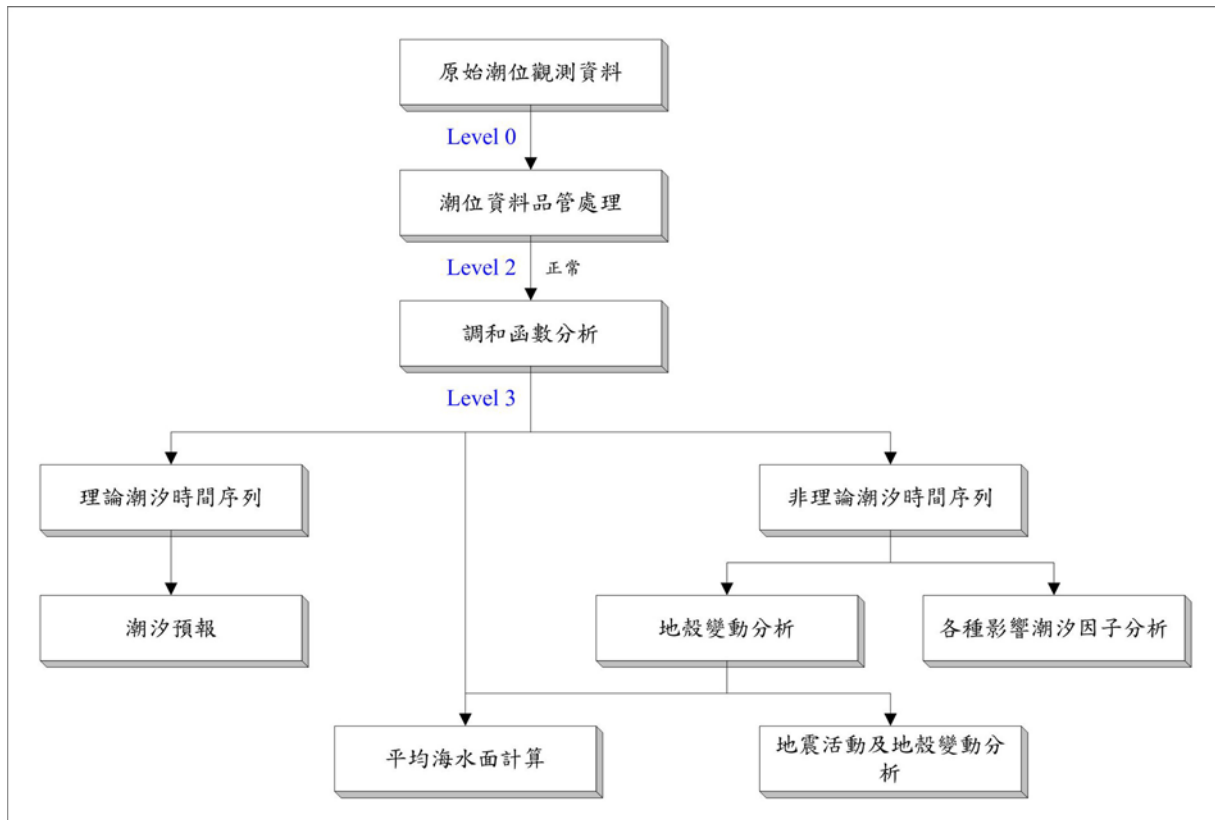 原始潮位觀測資料
Level 0
潮位資料品管處理
Level 2 正常
調和函數分析
Level 3
理論潮汐時間序列
非理論潮汐時間序列
潮汐預報
地殼變動分析
各種影響潮汐因子分析
平均海水面計算
地震活動及地殼變動分
析